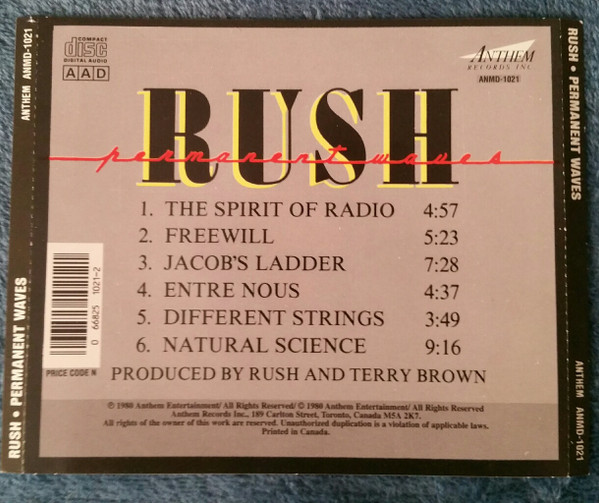 COMPACT
disc
DIGITAL AUDIO
AAD
ANTHEM
RECORDS INC.
ANMD-1021
RUSH
permanent waves
1. THE SPIRIT OF RADIO 4:57
2. FREEWILL 5:23
3. JACOB'S LADDER 7:28
4. ENTRE NOUS 4:37
5. DIFFERENT STRINGS 3:49
6. NATURAL SCIENCE 9:16
PRODUCED BY RUSH AND TERRY BROWN
℗ 1980 Anthem Entertainment/ All Rights Reserved/ © 1980 Anthem Entertainment/ All Rights Reserved
Anthem Records Inc., 189 Carlton Street, Toronto, Canada M5A 2K7.
All rights of the owner of this work are reserved. Unauthorized duplication is a violation of applicable laws.
Printed in Canada.
0 66825 1021-2
PRICE CODE N
RUSH • PERMANENT WAVES
ANTHEM ANMD-1021
RUSH • PERMANENT WAVES
ANTHEM ANMD-1021